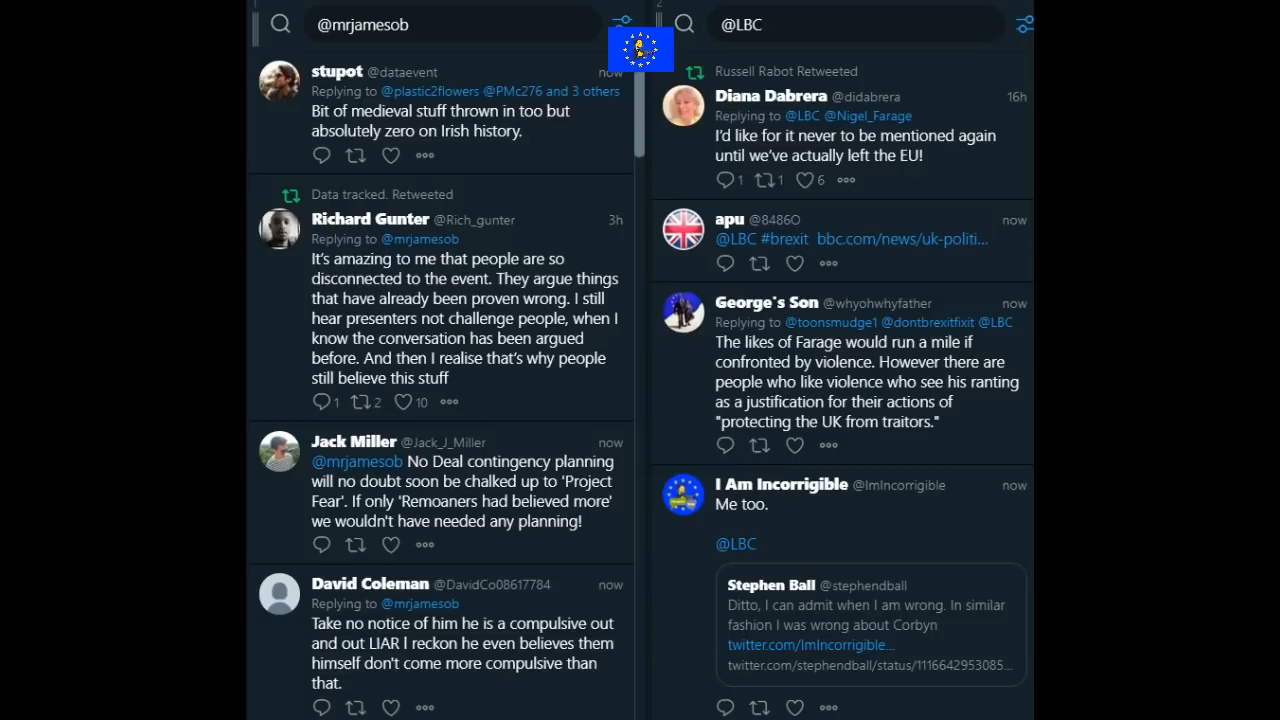 @mrjamesob
stupot @dataevent now
Replying to @plastic2flowers @PMc276 and 3 others
Bit of medieval stuff thrown in too but
absolutely zero on Irish history.
Data tracked. Retweeted
Richard Gunter @Rich_gunter 3h
Replying to @mrjamesob
It's amazing to me that people are so
disconnected to the event. They argue things
that have already been proven wrong. I still
hear presenters not challenge people, when I
know the conversation has been argued
before. And then I realise that's why people
still believe this stuff
1 2 10
Jack Miller @Jack_J_Miller now
@mrjamesob No Deal contingency planning
will no doubt soon be chalked up to 'Project
Fear'. If only 'Remoaners had believed more'
we wouldn't have needed any planning!
David Coleman @DavidCo08617784 now
Replying to @mrjamesob
Take no notice of him he is a compulsive out
and out LIAR l reckon he even believes them
himself don't come more compulsive than
that.
2
@LBC
Russell Rabot Retweeted
Diana Dabrera @didabrera 16h
Replying to @LBC @Nigel_Farage
I'd like for it never to be mentioned again
until we've actually left the EU!
1 1 6
apu @8486O now
@LBC #brexit bbc.com/news/uk-politi...
George's Son @whyohwhyfather now
Replying to @toonsmudge1 @dontbrexitfixit @LBC
The likes of Farage would run a mile if
confronted by violence. However there are
people who like violence who see his ranting
as a justification for their actions of
"protecting the UK from traitors."
I Am Incorrigible @ImIncorrigible now
Me too.
@LBC
Stephen Ball @stephendball
Ditto, I can admit when I am wrong. In similar
fashion I was wrong about Corbyn
twitter.com/ImIncorrigible...
twitter.com/stephendball/status/1116642953085...